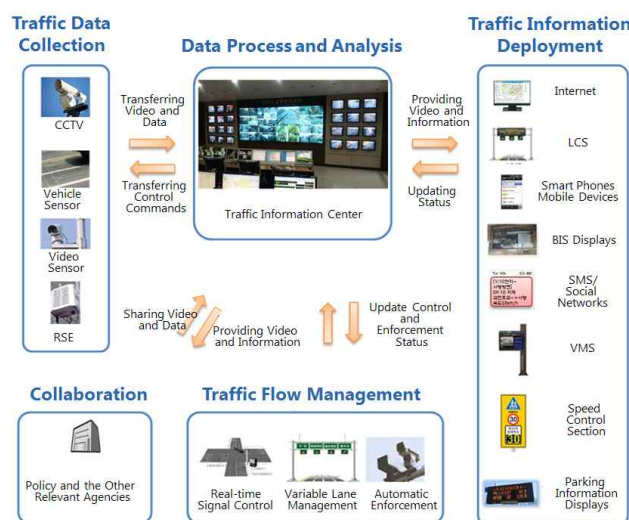 Traffic Data
Collection
Data Process and Analysis
Traffic Information
Deployment
CCTV
Vehicle
Sensor
Video
Sensor
RSE
Transferring
Video and
Data
Transferring
Control
Commands
Traffic Information Center
Providing
Video and
Information
Updating
Status
Internet
LCS
Smart Phones
Mobile Devices
BIS Displays
SMS/
Social
Networks
VMS
Speed
Control
Section
30
30
Parking
Information
Displays
Sharing Video
and Data
Providing Video
and Information
Update Control
and
Enforcement
Status
Collaboration
Policy and the Other
Relevant Agencies
Traffic Flow Management
Real-time
Signal Control
Variable Lane
Management
Automatic
Enforcement